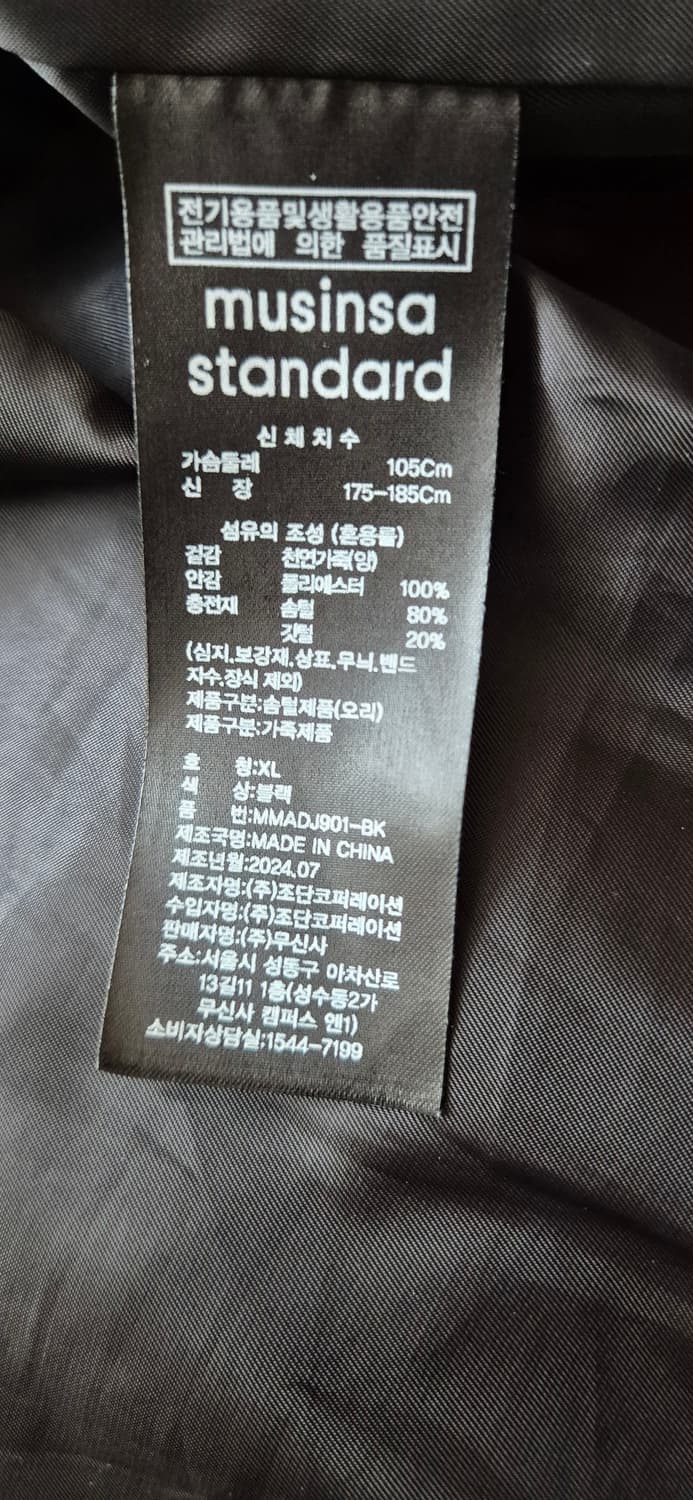 전기용품및생활용품안전
관리법에 의한 품질표시
musinsa
standard
신 체 치 수
가슴둘레 105Cm
신 장 175-185Cm
섬유의 조성 (혼용률)
겉감 천연가죽(양)
안감 폴리에스터 100%
충전재 솜털 80%
깃털 20%
(심지.보강재.상표.무늬.밴드
자수.장식 제외)
제품구분:솜털제품(오리)
제품구분:가죽제품
호 칭:XL
색 상:블랙
품 번:MMADJ901-BK
제조국명:MADE IN CHINA
제조년월:2024.07
제조자명:(주)조단코퍼레이션
수입자명:(주)조단코퍼레이션
판매자명:(주)무신사
주소:서울시 성동구 아차산로
13길11 1층(성수동2가
무신사 캠퍼스 엔1)
소비자상담실:1544-7199